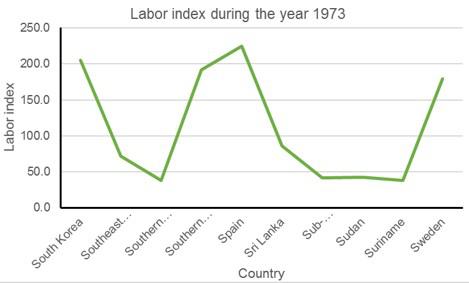 Labor index during the year 1973
250.0
200.0
150.0
100.0
50.0
0.0
Labor index
South Korea
Southeast...
Southern...
Southern...
Spain
Sri Lanka
Sub-...
Sudan
Suriname
Sweden
Country